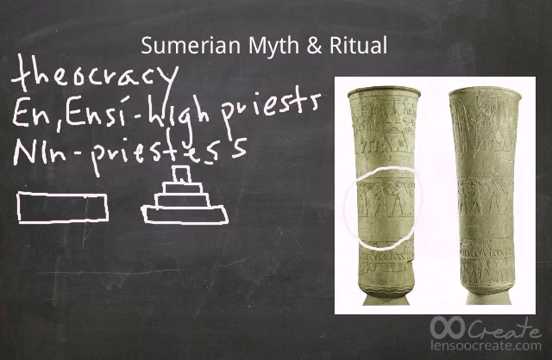 Sumerian Myth & Ritual
theocracy
En, Ensi-high priests
NIn-priestess
Create
lensoocreate.com